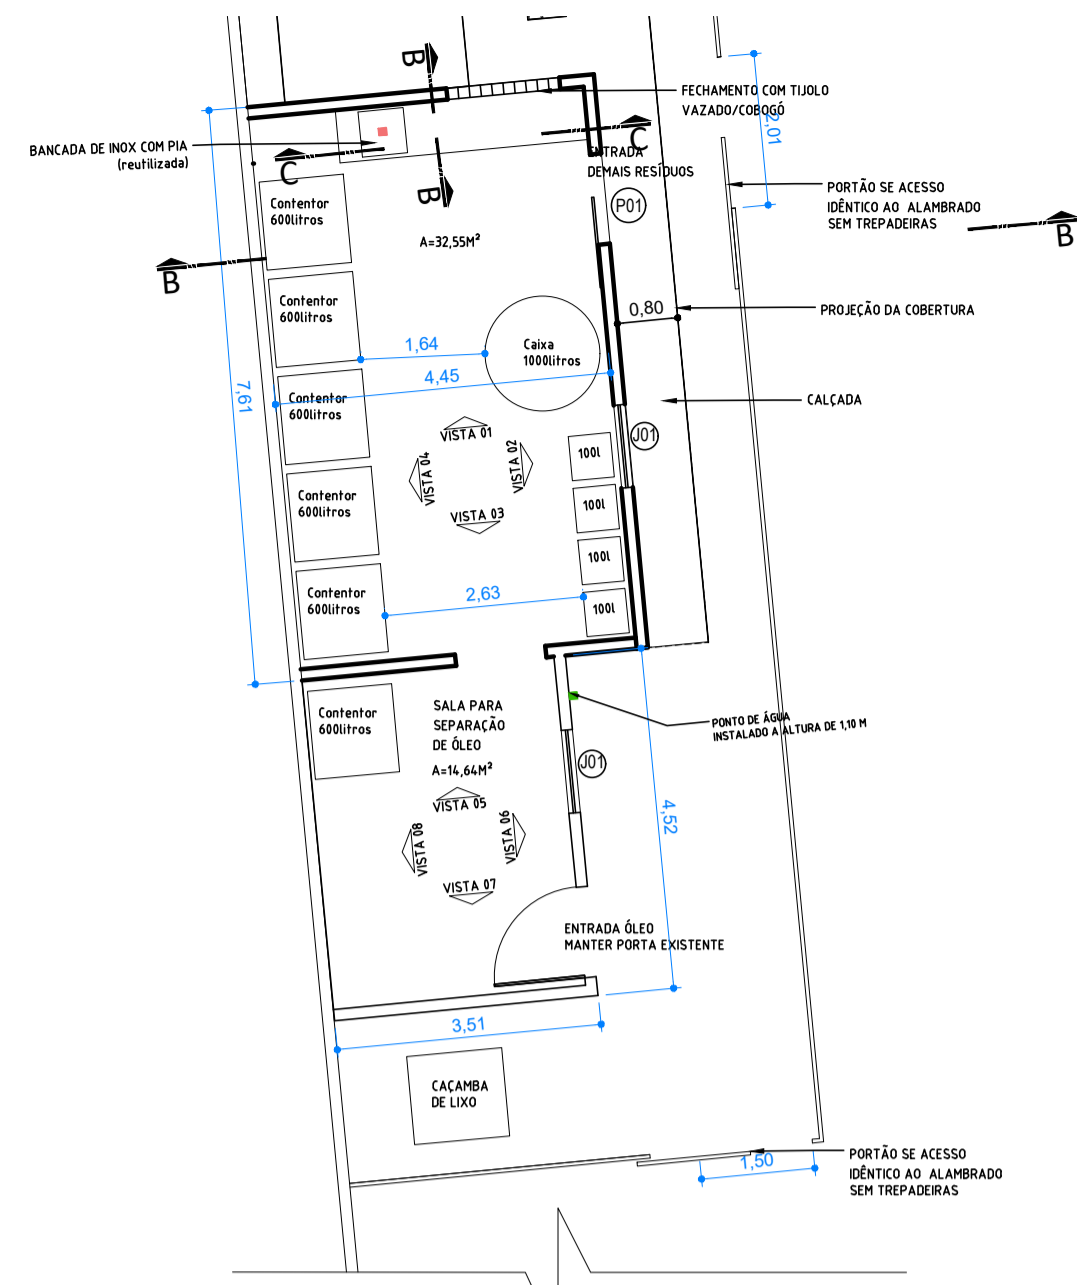 B
FECHAMENTO COM TIJOLO
VAZADO/COBOGÓ
2,01
BANCADA DE INOX COM PIA
(reutilizada)
C
C
ENTRADA
DEMAIS RESÍDUOS
PORTÃO SE ACESSO
IDÊNTICO AO ALAMBRADO
SEM TREPADEIRAS
B
P01
Contentor
600litros
A=32,55M²
B
B
Contentor
600litros
0,80
PROJEÇÃO DA COBERTURA
1,64
Caixa
1000litros
4,45
7,61
Contentor
600litros
CALÇADA
VISTA 01
VISTA 02
VISTA 04
VISTA 03
J01
100l
Contentor
600litros
100l
100l
Contentor
600litros
2,63
100l
SALA PARA
SEPARAÇÃO
DE ÓLEO
A=14,64M²
Contentor
600litros
PONTO DE ÁGUA
INSTALADO A ALTURA DE 1,10 M
J01
4,52
VISTA 05
VISTA 06
VISTA 08
VISTA 07
ENTRADA ÓLEO
MANTER PORTA EXISTENTE
3,51
CAÇAMBA
DE LIXO
PORTÃO SE ACESSO
IDÊNTICO AO ALAMBRADO
SEM TREPADEIRAS
1,50